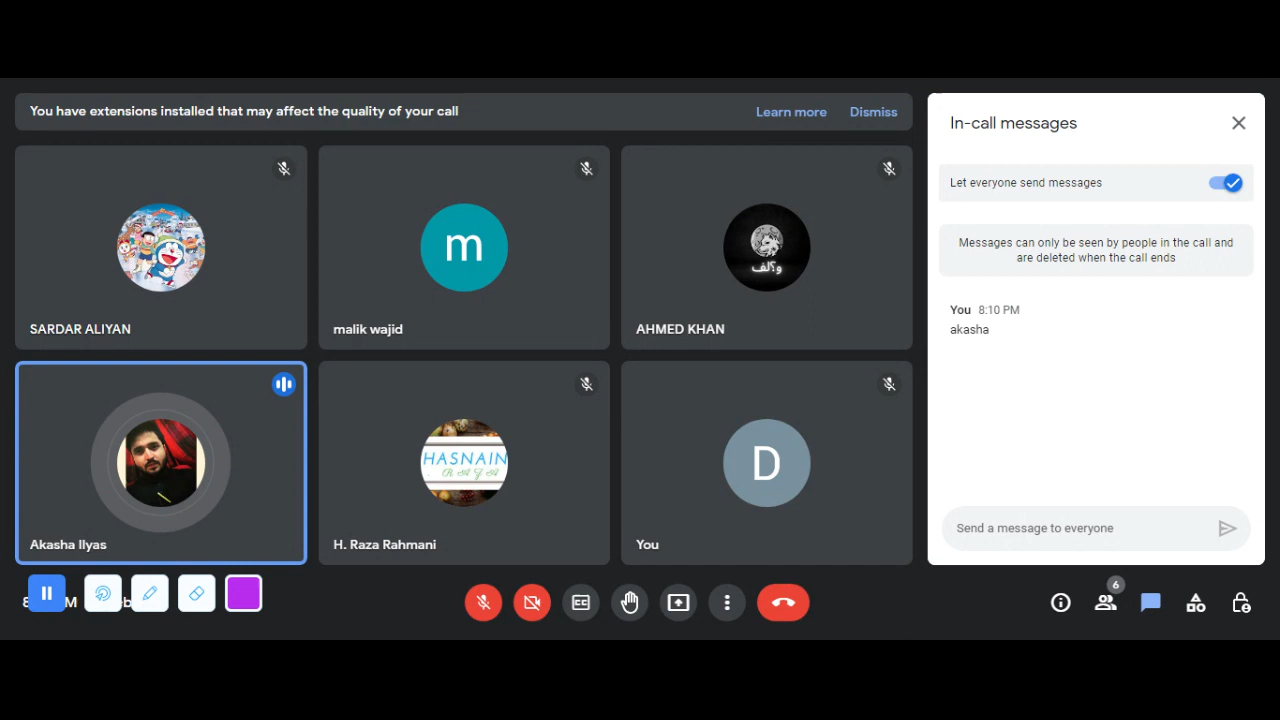 You have extensions installed that may affect the quality of your call
Learn more
Dismiss
SARDAR ALIYAN
m
malik wajid
و؟لف
AHMED KHAN
Akasha Ilyas
HASNAIN
RAJA
H. Raza Rahmani
D
You
In-call messages
Let everyone send messages
Messages can only be seen by people in the call and
are deleted when the call ends
You 8:10 PM
akasha
Send a message to everyone
6